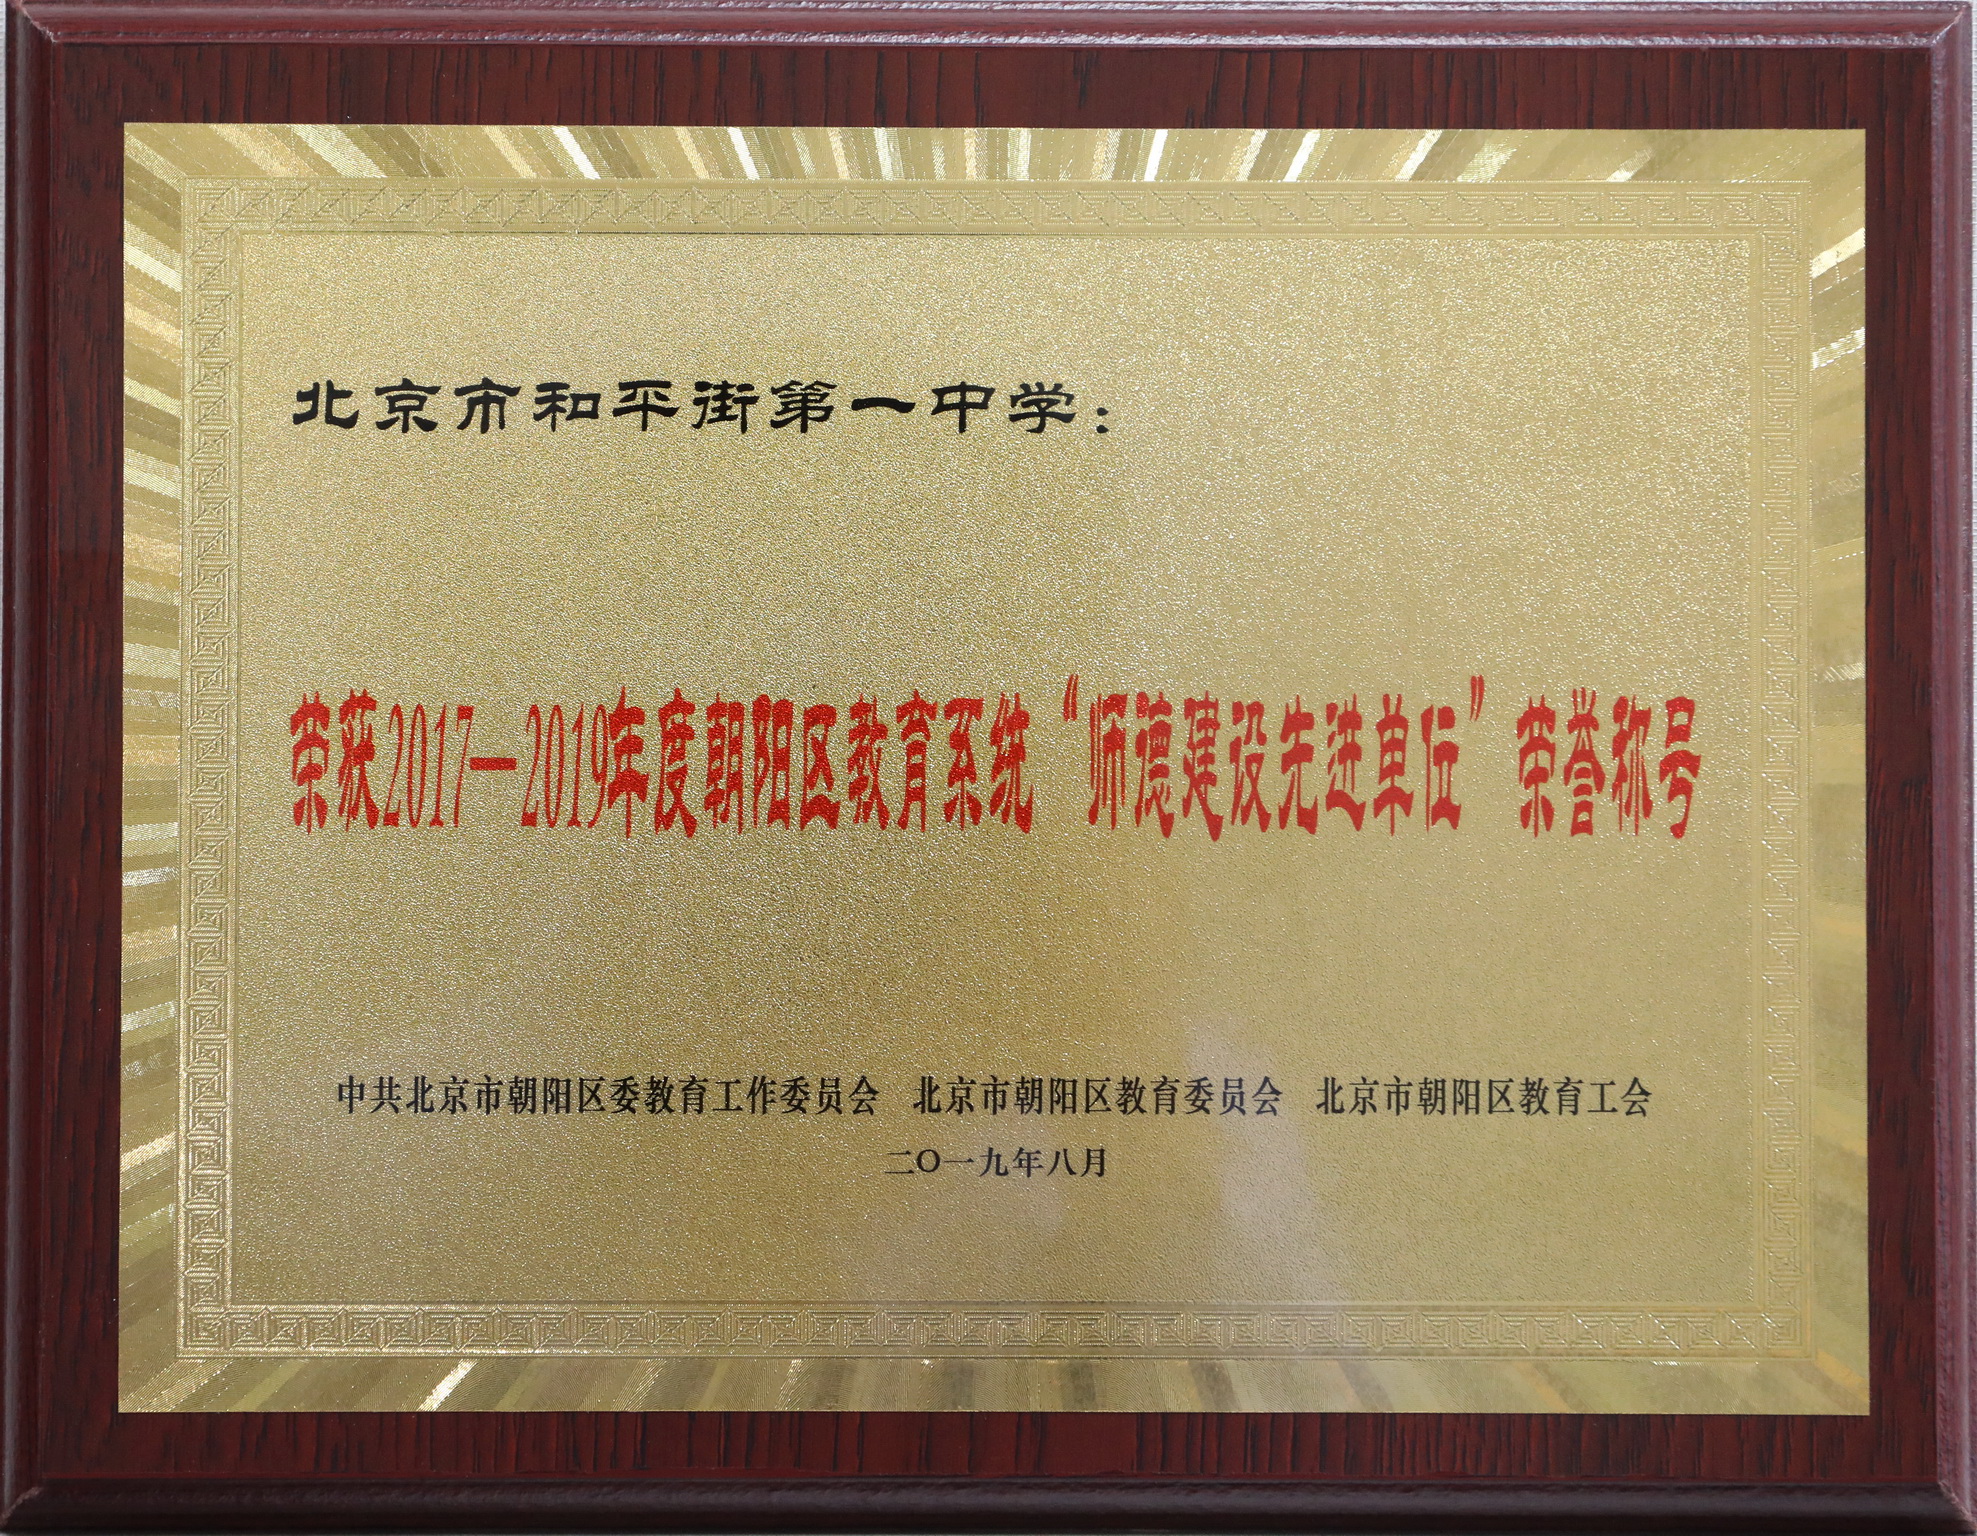 北京市和平街第一中学：
荣获2017—2019年度朝阳区教育系统“师德建设先进单位”荣誉称号
中共北京市朝阳区委教育工作委员会 北京市朝阳区教育委员会 北京市朝阳区教育工会
二〇一九年八月